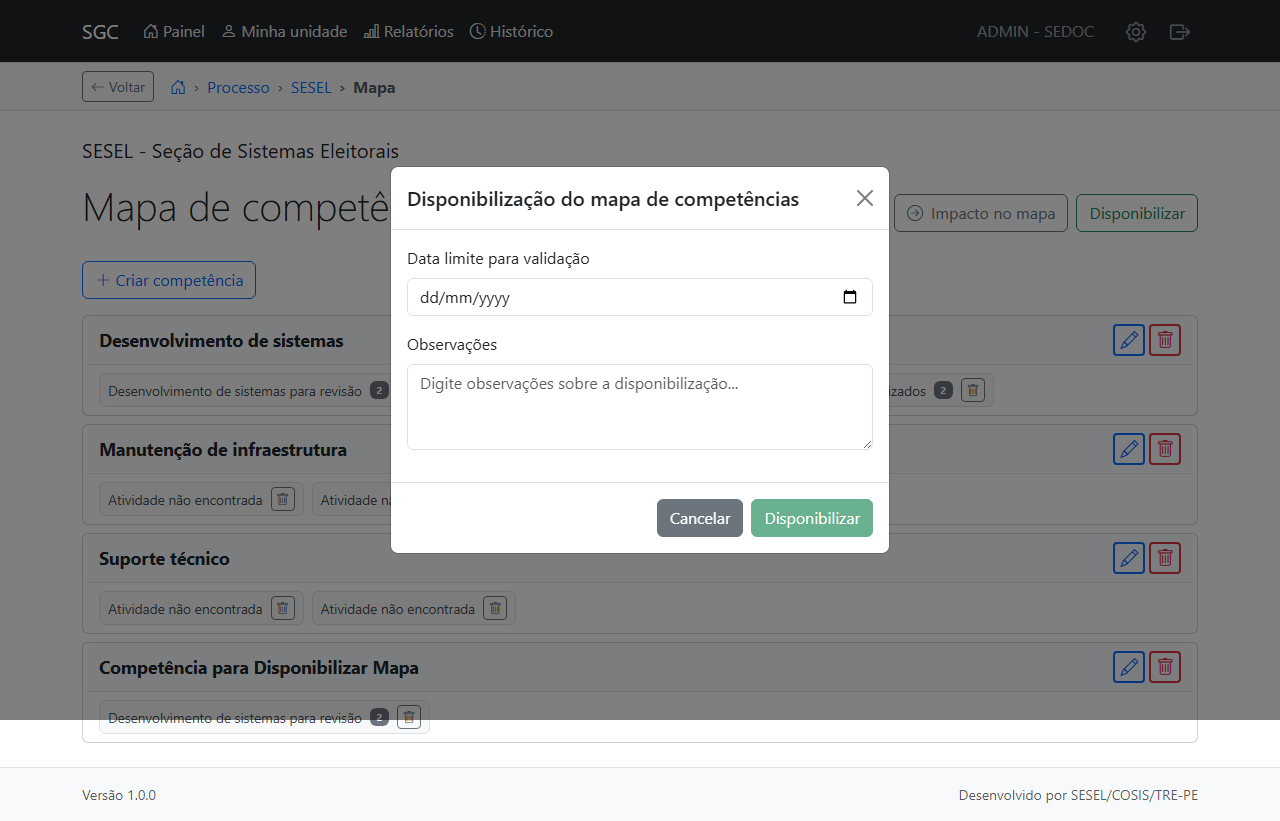 SGC Painel Minha unidade Relatórios Histórico ADMIN - SEDOC
Voltar › Processo › SESEL › Mapa
SESEL - Seção de Sistemas Eleitorais
Mapa de Impacto no mapa Disponibilizar
Disponibilização do mapa de competências
Data limite para validação
+ Criar competência
dd/mm/yyyy
Observações
Desenvolvimento de sistemas
Digite observações sobre a disponibilização...
Desenvolvimento de sistemas para revisão 2 2
Manutenção de infraestrutura
Atividade não encontrada Atividade
Cancelar Disponibilizar
Suporte técnico
Atividade não encontrada Atividade não encontrada
Competência para Disponibilizar Mapa
Desenvolvimento de sistemas para revisão 2
Versão 1.0.0 Desenvolvido por SESEL/COSIS/TRE-PE